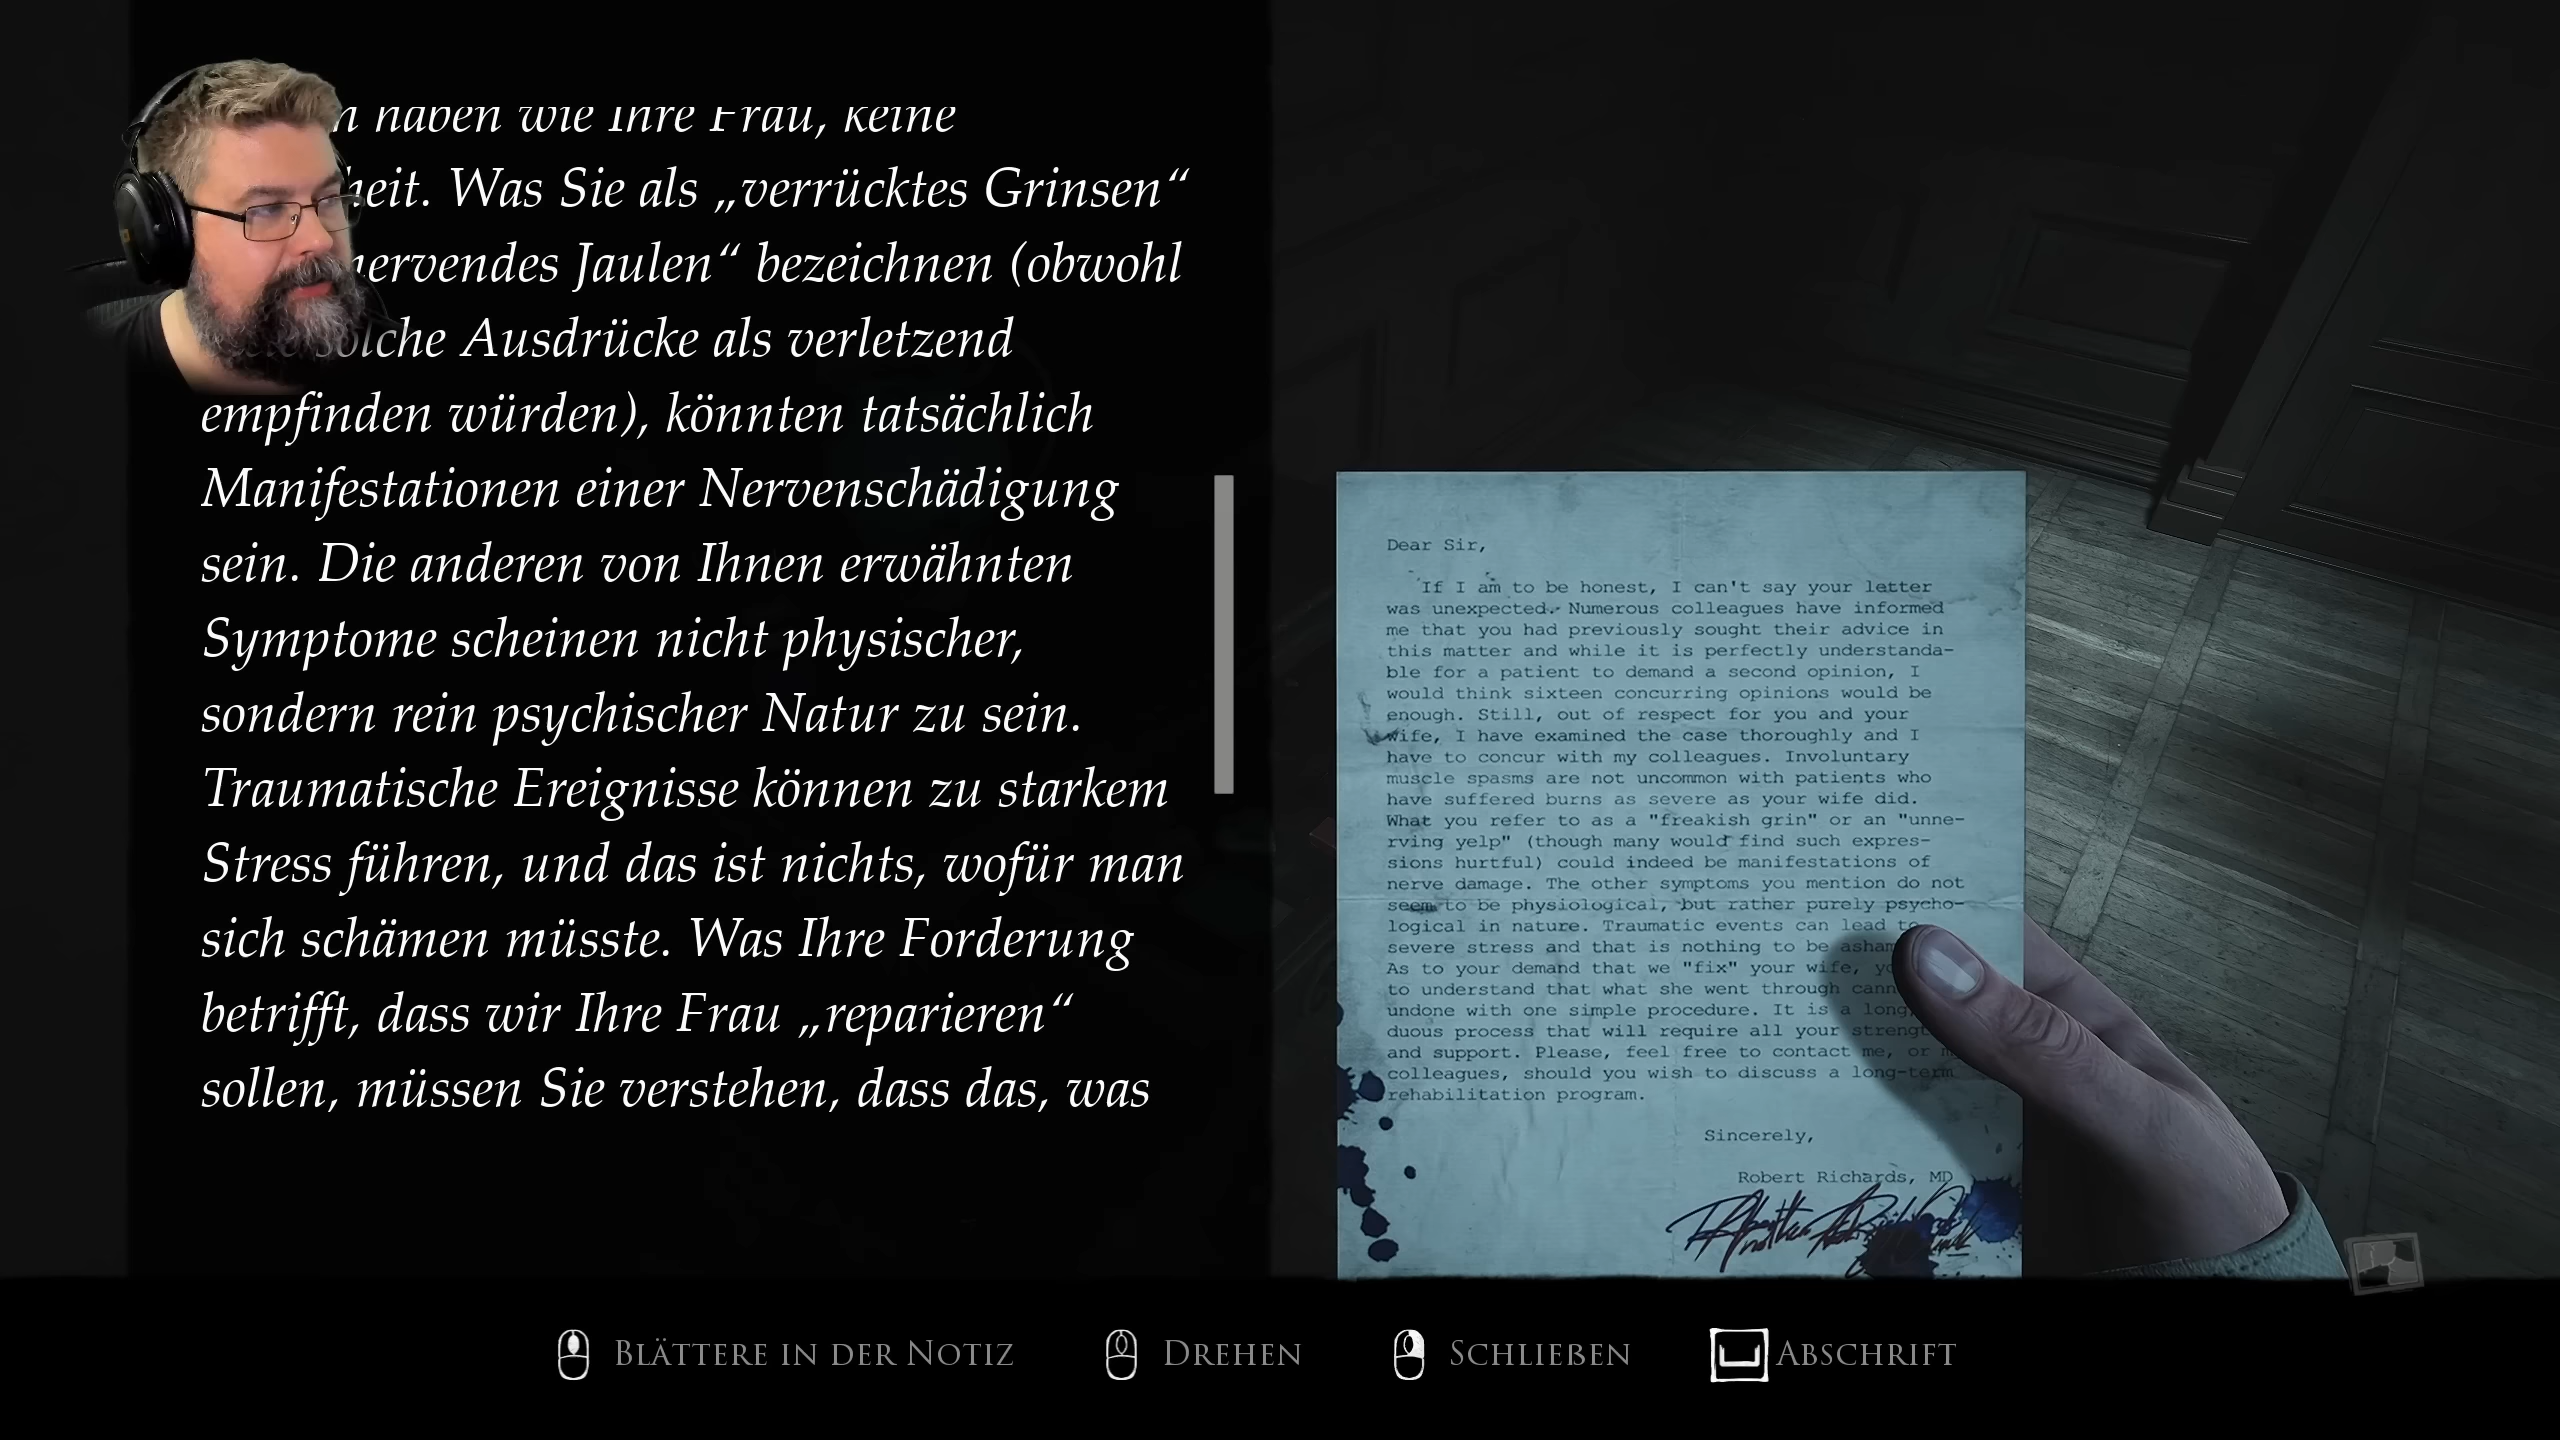 haben wie Ihre Frau, keine
Was Sie als „verrücktes Grinsen“
Jaulen“ bezeichnen (obwohl
solche Ausdrücke als verletzend
empfinden würden), könnten tatsächlich
Manifestationen einer Nervenschädigung
sein. Die anderen von Ihnen erwähnten
Symptome scheinen nicht physischer,
sondern rein psychischer Natur zu sein.
Traumatische Ereignisse können zu starkem
Stress führen, und das ist nichts, wofür man
sich schämen müsste. Was Ihre Forderung
betrifft, dass wir Ihre Frau „reparieren“
sollen, müssen Sie verstehen, dass das, was
Dear Sir,
If I am to be honest, I can't say your letter
was unexpected. Numerous colleagues have informed
me that you had previously sought their advice in
this matter and while it is perfectly understanda-
ble for a patient to demand a second opinion, I
would think sixteen concurring opinions would be
enough. Still, out of respect for you and your
wife, I have examined the case thoroughly and I
have to concur with my colleagues. Involuntary
muscle spasms are not uncommon with patients who
have suffered burns as severe as your wife did.
What you refer to as a "freakish grin" or an "unne-
rving yelp" (though many would find such expres-
sions hurtful) could indeed be manifestations of
nerve damage. The other symptoms you mention do not
seem to be physiological, but rather purely psycho-
logical in nature. Traumatic events can lead to
severe stress and that is nothing to be
As to your demand that we "fix" your wife,
to understand that what she went through
undone with one simple procedure. It is a long,
duous process that will require all your
and support. Please, feel free to contact me, or
colleagues, should you wish to discuss a long-term
rehabilitation program.
Sincerely,
Robert Richards, MD
BLÄTTERE IN DER NOTIZ
DREHEN
SCHLIEßEN
ABSCHRIFT